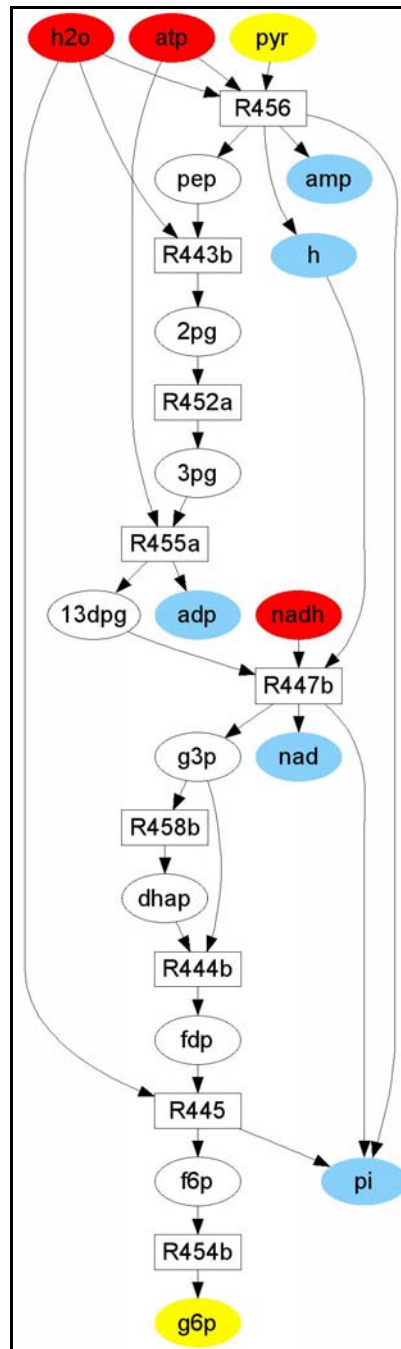 h2o atp pyr
R456
pep amp
R443b h
2pg
R452a
3pg
R455a
13dpg adp nadh
R447b
g3p nad
R458b
dhap
R444b
fdp
R445
f6p pi
R454b
g6p